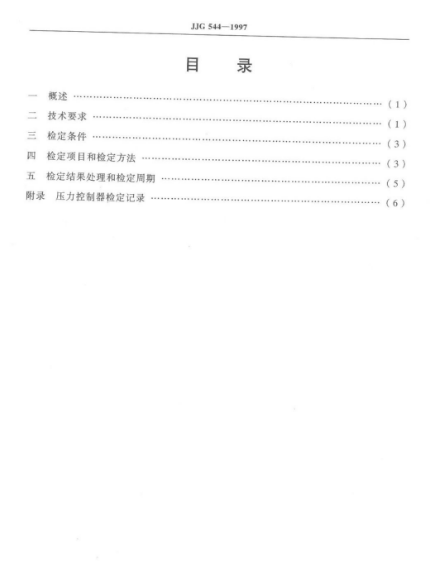 JJG 544—1997
目 录
一 概述 ……………………………………………………………… (1)
二 技术要求 ………………………………………………………… (1)
三 检定条件 ………………………………………………………… (3)
四 检定项目和检定方法 …………………………………………… (3)
五 检定结果处理和检定周期 ……………………………………… (5)
附录 压力控制器检定记录 ………………………………………… (6)